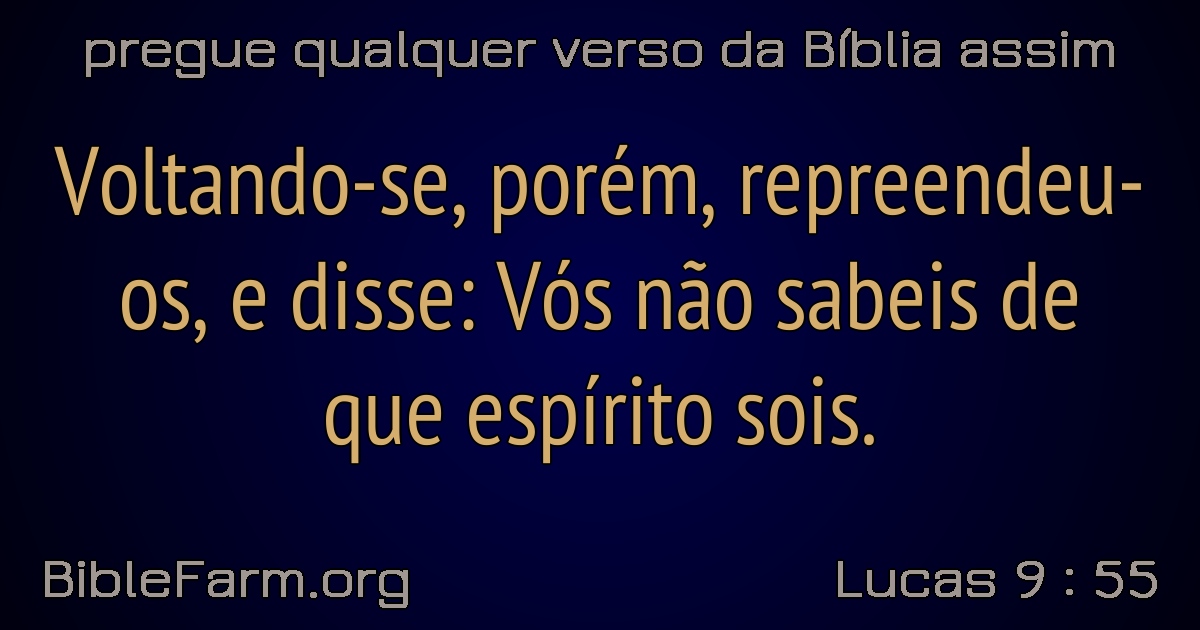 pregue qualquer verso da Bíblia assim
Voltando-se, porém, repreendeu-
os, e disse: Vós não sabeis de
que espírito sois.
BibleFarm.org
Lucas 9 : 55